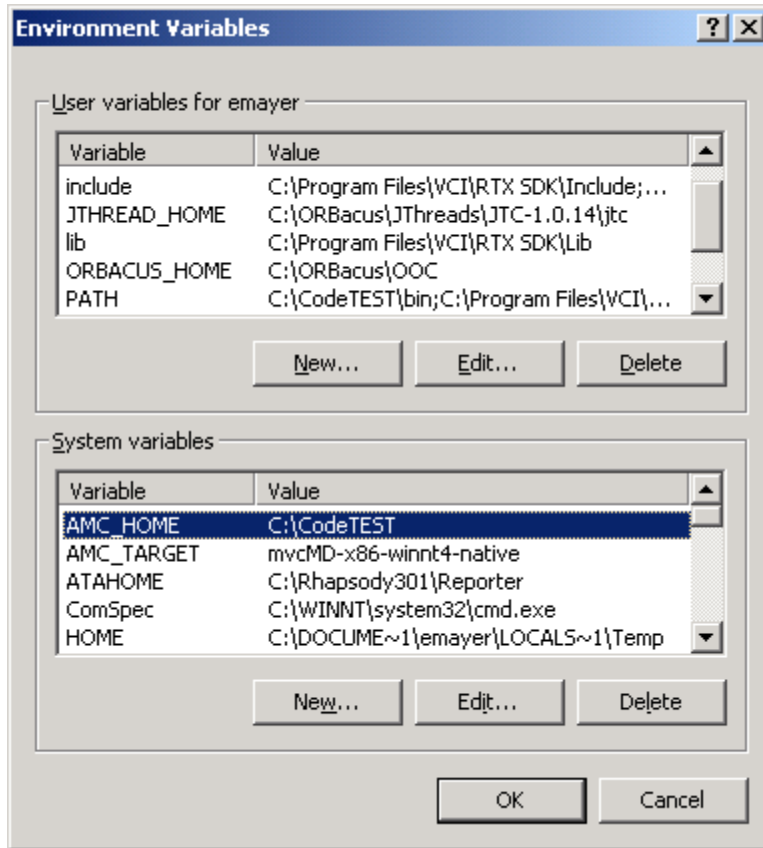 Environment Variables
User variables for emayer
Variable Value
include C:\Program Files\VCI\RTX SDK\Include;...
JTHREAD_HOME C:\ORBacus\JThreads\JTC-1.0.14\jtc
lib C:\Program Files\VCI\RTX SDK\Lib
ORBACUS_HOME C:\ORBacus\OOC
PATH C:\CodeTEST\bin;C:\Program Files\VCI\...
New... Edit... Delete
System variables
Variable Value
AMC_HOME C:\CodeTEST
AMC_TARGET mvcMD-x86-winnt4-native
ATAHOME C:\Rhapsody301\Reporter
ComSpec C:\WINNT\system32\cmd.exe
HOME C:\DOCUME~1\emayer\LOCALS~1\Temp
New... Edit... Delete
OK Cancel